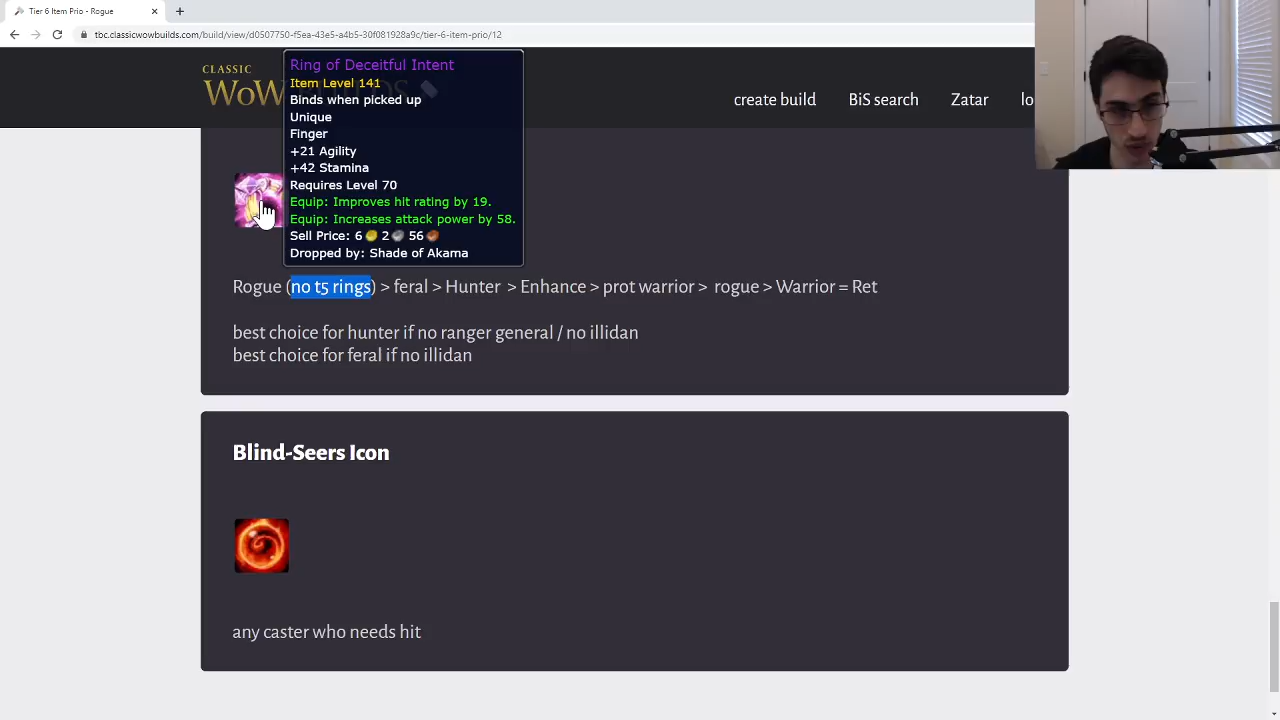 Tier 6 Item Prio - Rogue
tbc.classicwowbuilds.com/build/view/d0507750-f5ea-43e5-a4b5-30f081928a9c/tier-6-item-prio/12
CLASSIC
WoW
create build
BiS search
Zatar
lo
Ring of Deceitful Intent
Item Level 141
Binds when picked up
Unique
Finger
+21 Agility
+42 Stamina
Requires Level 70
Equip: Improves hit rating by 19.
Equip: Increases attack power by 58.
Sell Price: 6 2 56
Dropped by: Shade of Akama
Rogue (no t5 rings) > feral > Hunter > Enhance > prot warrior > rogue > Warrior = Ret
best choice for hunter if no ranger general / no illidan
best choice for feral if no illidan
Blind-Seers Icon
any caster who needs hit